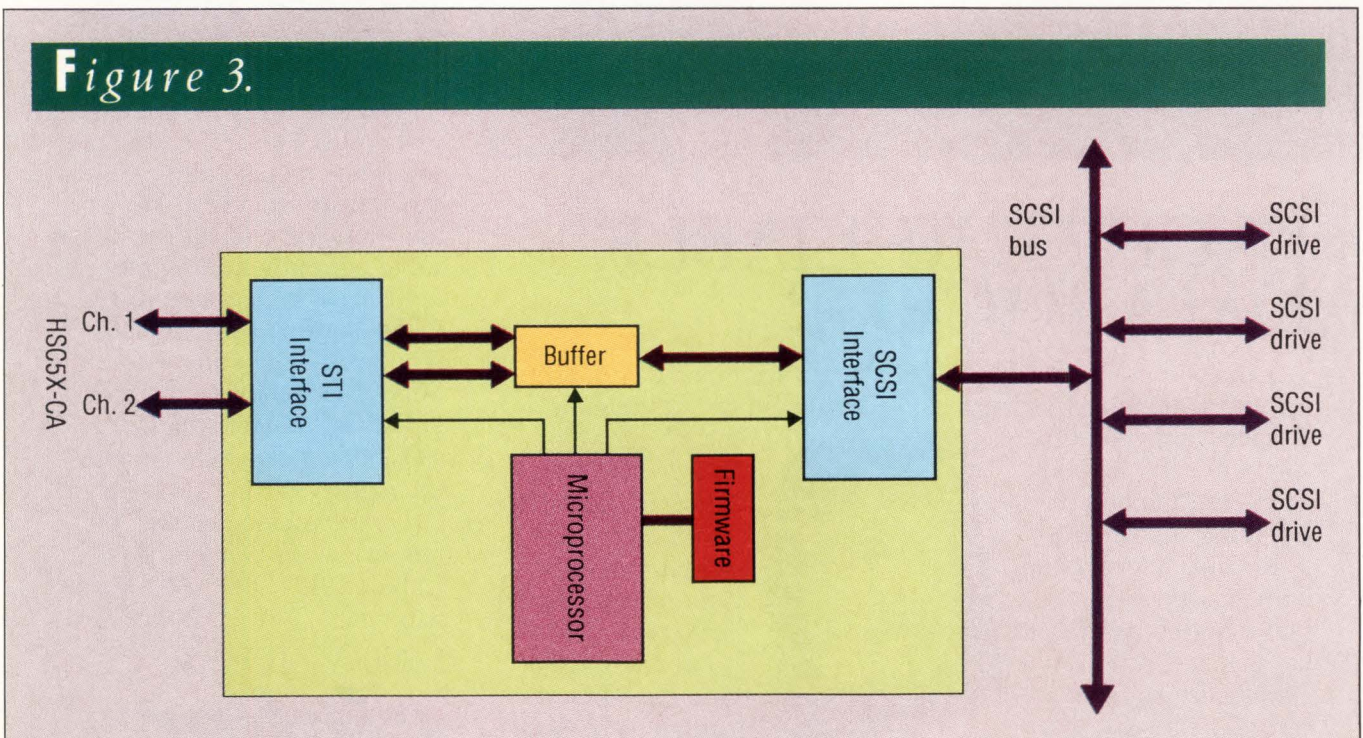 Figure 3.
HSC5X-CA
Ch. 1
Ch. 2
STI
Interface
Buffer
Microprocessor
Firmware
SCSI
Interface
SCSI
bus
SCSI
drive
SCSI
drive
SCSI
drive
SCSI
drive